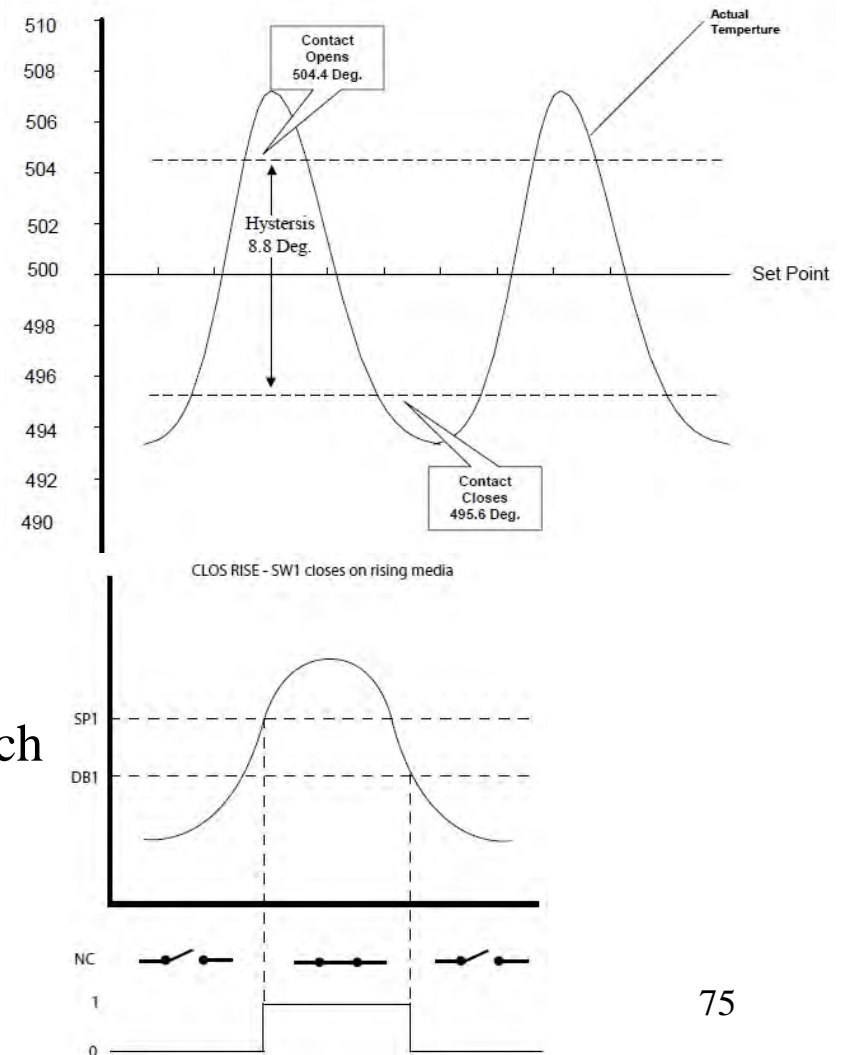 510
508
506
504
502
500
498
496
494
492
490
Contact
Opens
504.4 Deg.
Actual
Temperture
Hystersis
8.8 Deg.
Set Point
Contact
Closes
495.6 Deg.
CLOS RISE - SW1 closes on rising media
SP1
DB1
ch
NC
1
0
75